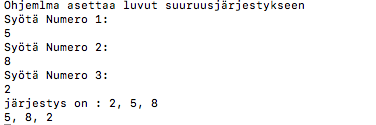 Ohjemlma asettaa luvut suuruusjärjestykseen
Syötä Numero 1:
5
Syötä Numero 2:
8
Syötä Numero 3:
2
järjestys on : 2, 5, 8
5, 8, 2